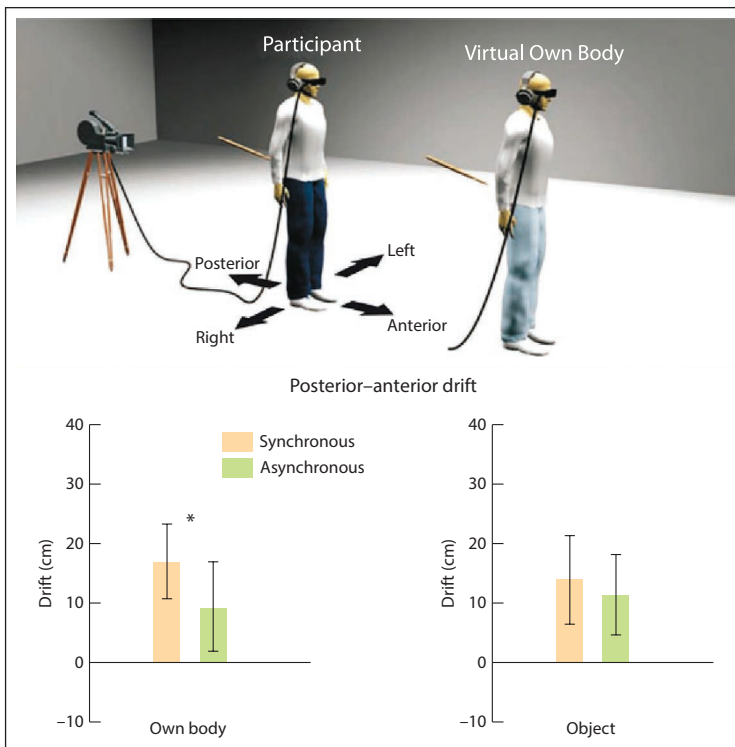 Participant
Virtual Own Body
Posterior
Left
Right
Anterior
Posterior–anterior drift
40
30
20
10
0
–10
Drift (cm)
Synchronous
Asynchronous
*
Own body
40
30
20
10
0
–10
Drift (cm)
Object